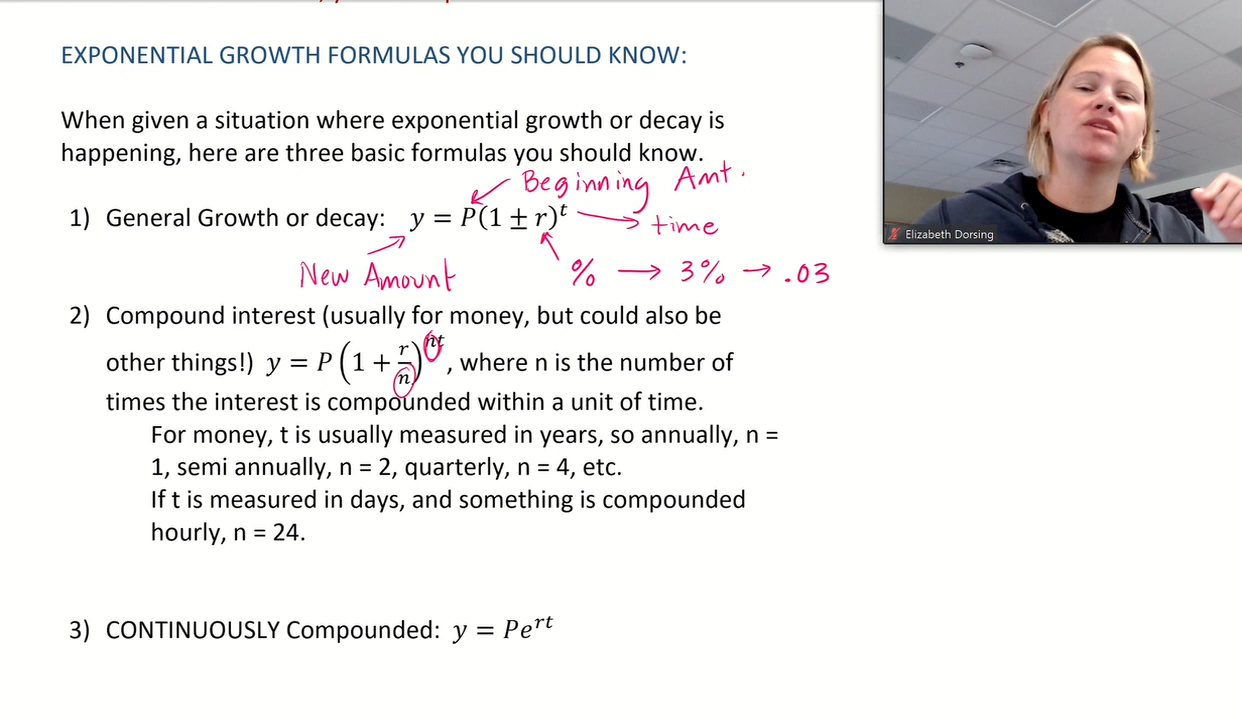 EXPONENTIAL GROWTH FORMULAS YOU SHOULD KNOW:
When given a situation where exponential growth or decay is
happening, here are three basic formulas you should know.
Beginning Amt.
1) General Growth or decay: y = P(1 ± r)^t → time
New Amount
% → 3% → .03
2) Compound interest (usually for money, but could also be
other things!) y = P(1 + r/n)^nt, where n is the number of
times the interest is compounded within a unit of time.
For money, t is usually measured in years, so annually, n =
1, semi annually, n = 2, quarterly, n = 4, etc.
If t is measured in days, and something is compounded
hourly, n = 24.
3) CONTINUOUSLY Compounded: y = Pe^rt
Elizabeth Dorsing